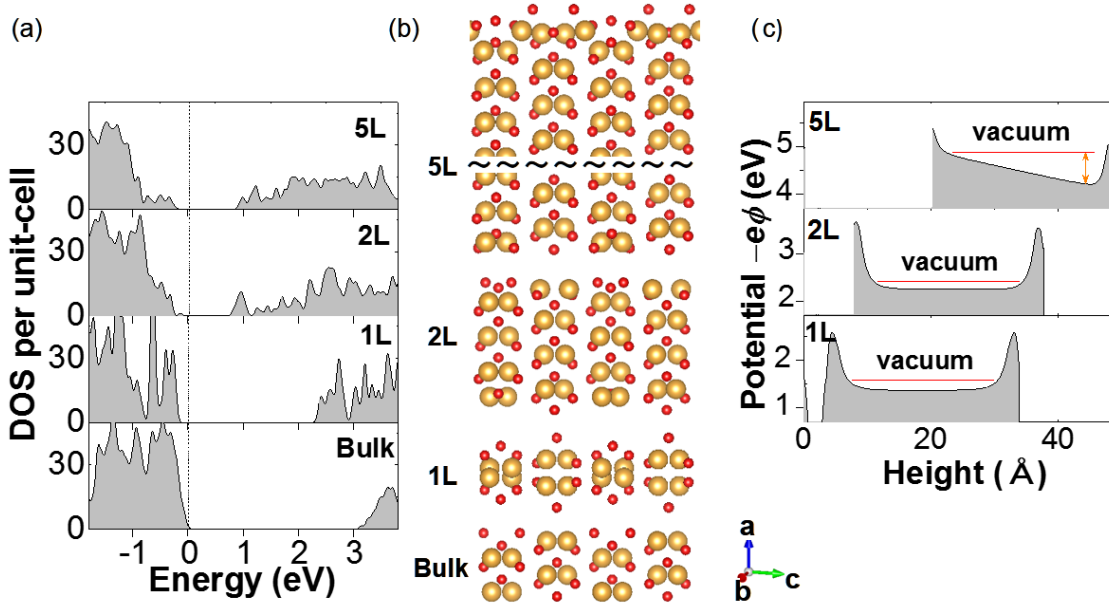 (a)
(b)
(c)
DOS per unit-cell
30
0
5L
30
0
2L
30
0
1L
30
0
Bulk
-1 0 1 2 3
Energy (eV)
5L
~ ~ ~ ~ ~ ~ ~ ~ ~
2L
1L
Bulk
Potential –eϕ (eV)
5L
vacuum
5
4
2L
vacuum
3
2
1L
vacuum
2
1
0 20 40
Height ( Å)
a
b
c